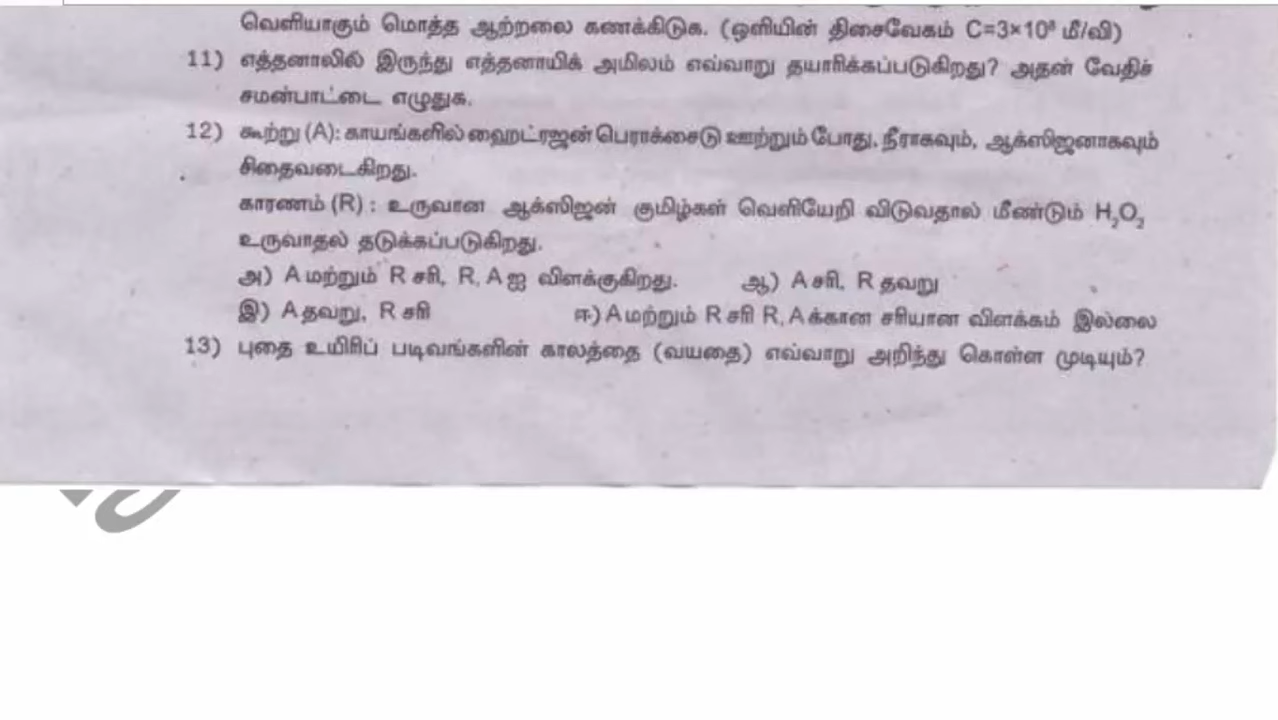 வெளியாகும் மொத்த ஆற்றலை கணக்கிடுக. (ஒளியின் திசைவேகம் C=3×10⁸ மீ/வி)
11) எத்தனாலில் இருந்து எத்தனாயிக் அமிலம் எவ்வாறு தயாரிக்கப்படுகிறது? அதன் வேதிச்
சமன்பாட்டை எழுதுக.
12) கூற்று (A): காயங்களில் ஹைட்ரஜன் பெராக்சைடு ஊற்றும் போது, நீராகவும், ஆக்ஸிஜனாகவும்
சிதைவடைகிறது.
காரணம் (R) : உருவான ஆக்ஸிஜன் குமிழ்கள் வெளியேறி விடுவதால் மீண்டும் H₂O₂
உருவாதல் தடுக்கப்படுகிறது.
அ) A மற்றும் R சரி, R, A ஐ விளக்குகிறது. ஆ) A சரி, R தவறு
இ) A தவறு, R சரி ஈ) A மற்றும் R சரி R, A க்கான சரியான விளக்கம் இல்லை
13) புதை உயிரிப் படிவங்களின் காலத்தை (வயதை) எவ்வாறு அறிந்து கொள்ள முடியும்?